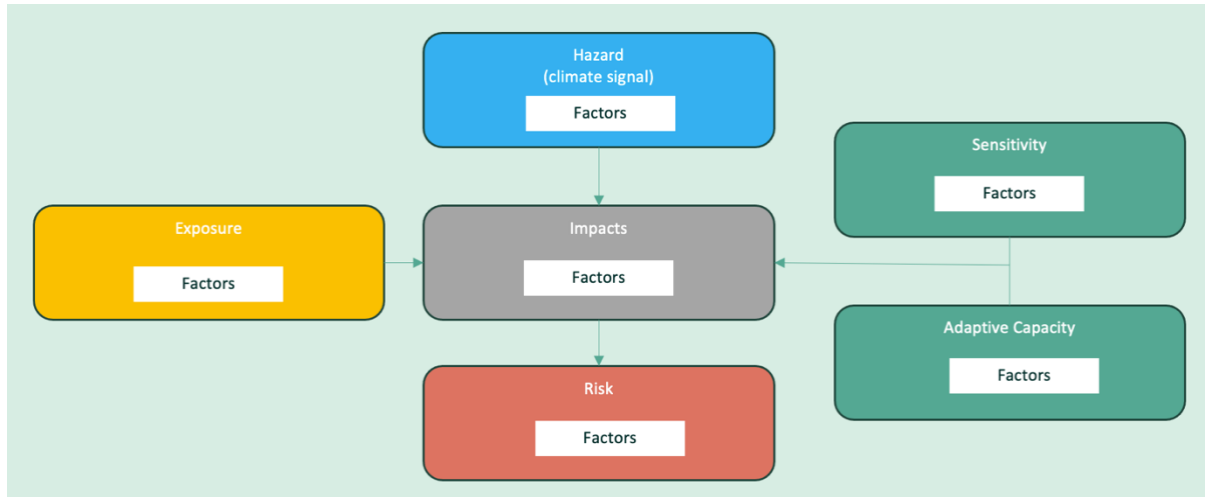 Hazard
(climate signal)
Factors
Sensitivity
Factors
Exposure
Factors
Impacts
Factors
Adaptive Capacity
Factors
Risk
Factors